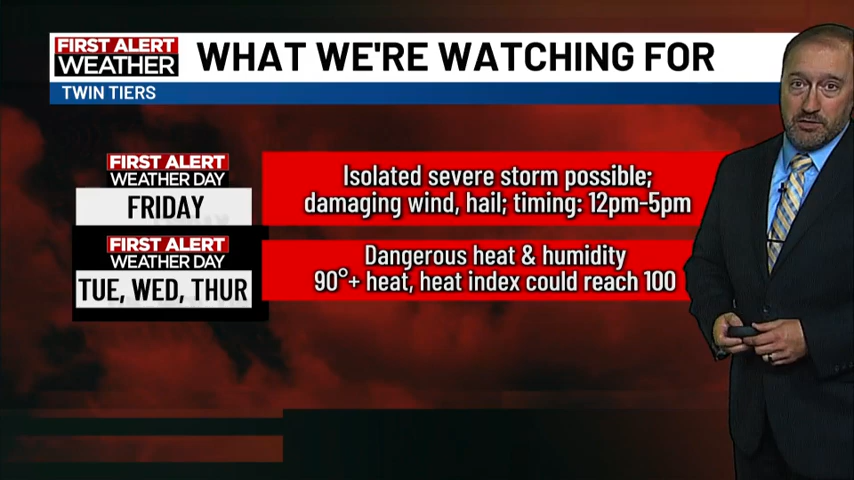 FIRST ALERT
WEATHER
WHAT WE'RE WATCHING FOR
TWIN TIERS
FIRST ALERT
WEATHER DAY
FRIDAY
Isolated severe storm possible;
damaging wind, hail; timing: 12pm-5pm
FIRST ALERT
WEATHER DAY
TUE, WED, THUR
Dangerous heat & humidity
90°+ heat, heat index could reach 100